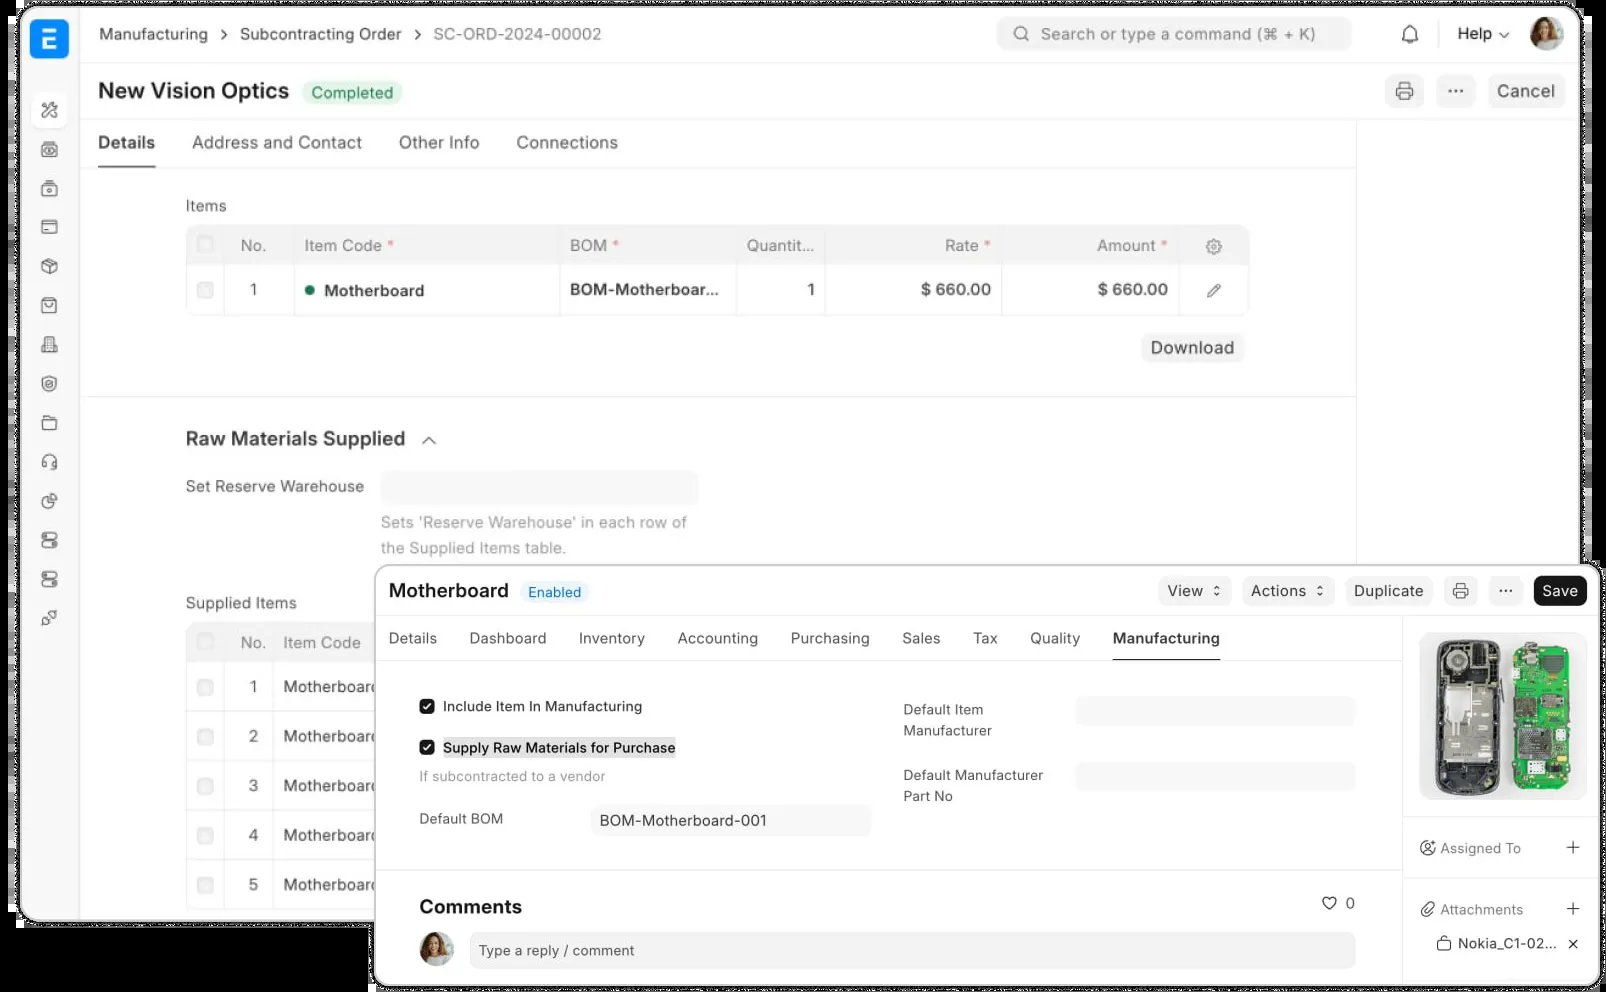 E
Manufacturing > Subcontracting Order > SC-ORD-2024-00002
Search or type a command (⌘ + K)
Help
New Vision Optics
Completed
...
Cancel
Details
Address and Contact
Other Info
Connections
Items
No.
Item Code *
BOM *
Quantit...
Rate *
Amount *
1
Motherboard
BOM-Motherboar...
1
$ 660.00
$ 660.00
Download
Raw Materials Supplied
Set Reserve Warehouse
Sets 'Reserve Warehouse' in each row of
the Supplied Items table.
Supplied Items
No.
Item Code
1
Motherboard
2
Motherboard
3
Motherboard
4
Motherboard
5
Motherboard
Motherboard
Enabled
View
Actions
Duplicate
...
Save
Details
Dashboard
Inventory
Accounting
Purchasing
Sales
Tax
Quality
Manufacturing
Include Item In Manufacturing
Supply Raw Materials for Purchase
If subcontracted to a vendor
Default BOM
BOM-Motherboard-001
Default Item
Manufacturer
Default Manufacturer
Part No
Assigned To
+
Comments
0
Type a reply / comment
Attachments
+
Nokia_C1-02...
×